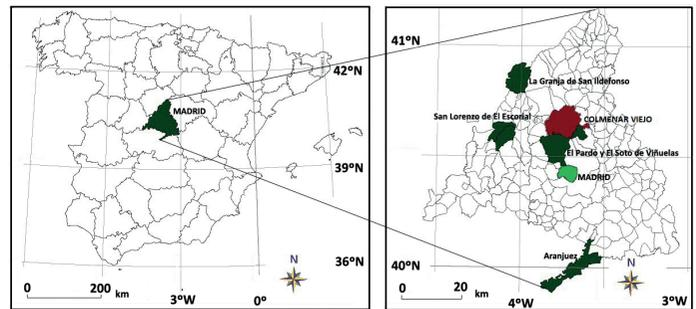 42ºN
MADRID
39ºN
36ºN
N
0 200 km
3ºW 0º
41ºN
La Granja de San Ildefonso
San Lorenzo de El Escorial
COLMENAR VIEJO
El Pardo y El Soto de Viñuelas
MADRID
Aranjuez
40ºN
N
0 20 km
4ºW 3ºW